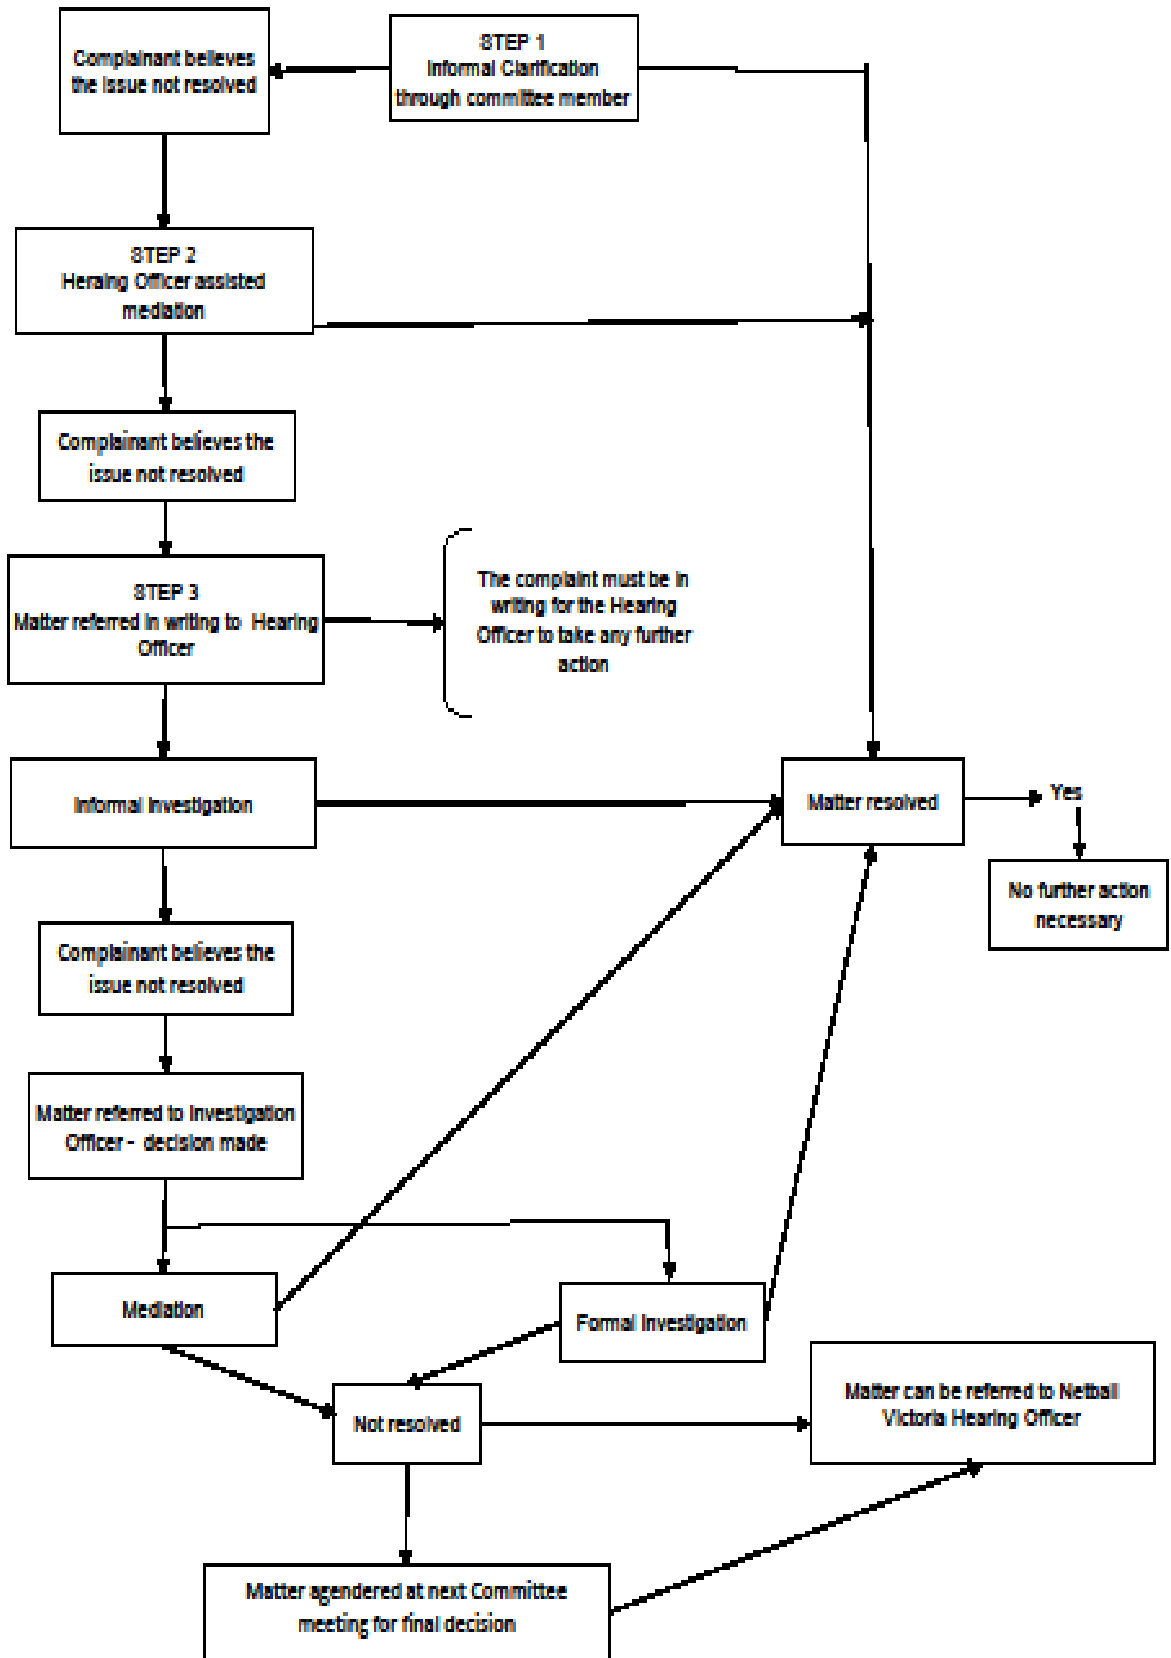 Complainant believes
the issue not resolved
STEP 1
Informal Clarification
through committee member
STEP 2
Heraing Officer assisted
mediation
Complainant believes the
issue not resolved
STEP 3
Matter referred in writing to Hearing
Officer
The complaint must be in
writing for the Hearing
Officer to take any further
action
Informal Investigation
Matter resolved
Yes
No further action
necessary
Complainant believes the
issue not resolved
Matter referred to Investigation
Officer - decision made
Mediation
Formal Investigation
Not resolved
Matter can be referred to Netball
Victoria Hearing Officer
Matter agendered at next Committee
meeting for final decision